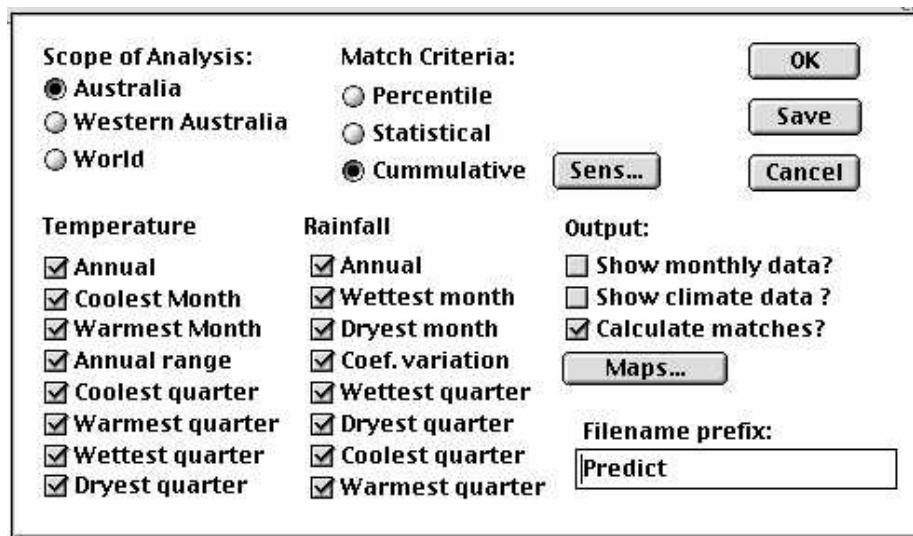 Scope of Analysis:
Australia
Western Australia
World
Match Criteria:
Percentile
Statistical
Cummulative
Sens...
OK
Save
Cancel
Temperature
Annual
Coolest Month
Warmest Month
Annual range
Coolest quarter
Warmest quarter
Wettest quarter
Dryest quarter
Rainfall
Annual
Wettest month
Dryest month
Coef. variation
Wettest quarter
Dryest quarter
Coolest quarter
Warmest quarter
Output:
Show monthly data?
Show climate data ?
Calculate matches?
Maps...
Filename prefix:
Predict